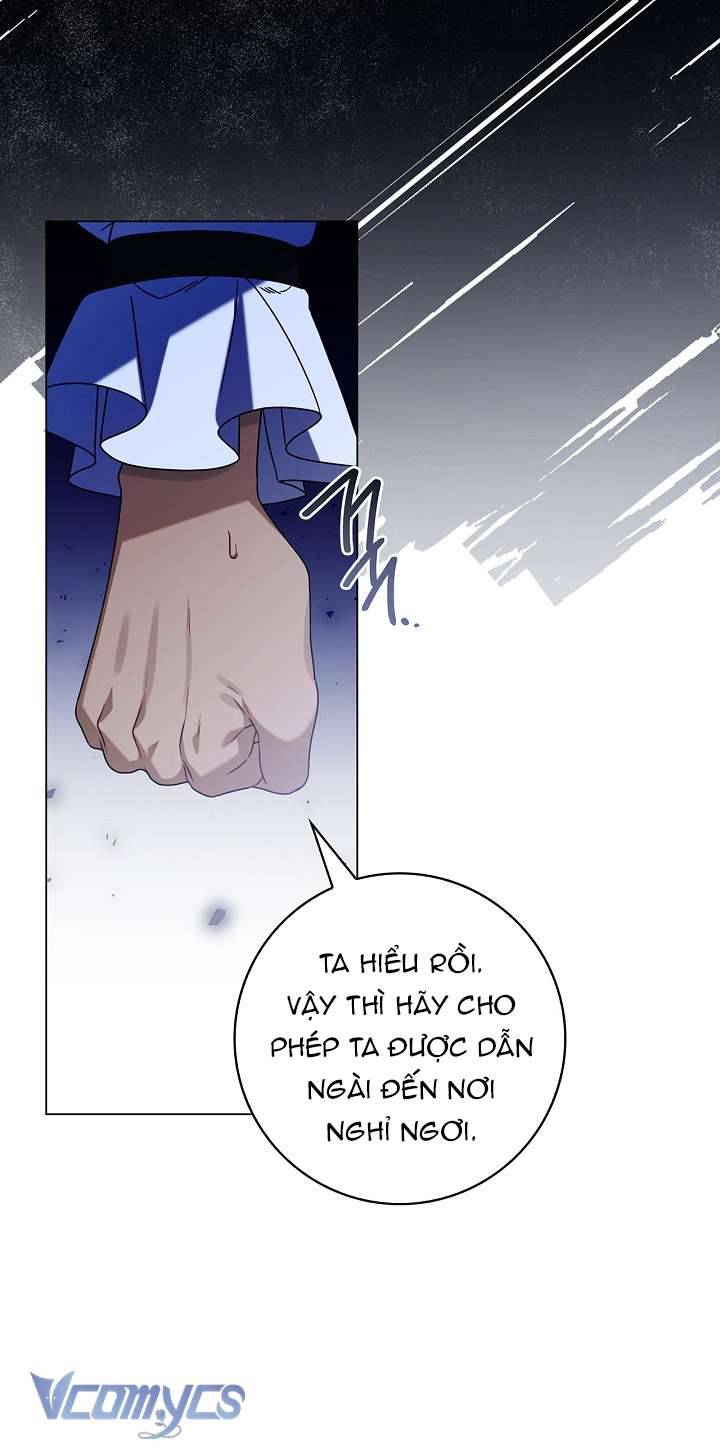 TA HIỂU RỒI.
VẬY THÌ HÃY CHO
PHÉP TA ĐƯỢC DẪN
NGÀI ĐẾN NƠI
NGHỈ NGƠI.
VCOMYCS